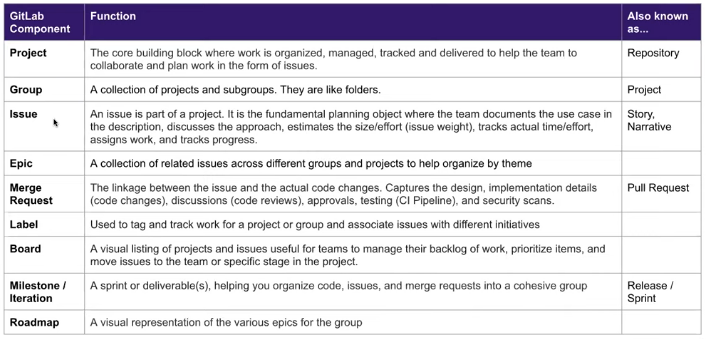 GitLab Component Function Also known as...
Project The core building block where work is organized, managed, tracked and delivered to help the team to Repository
collaborate and plan work in the form of issues.
Group A collection of projects and subgroups. They are like folders. Project
Issue An issue is part of a project. It is the fundamental planning object where the team documents the use case in Story,
the description, discusses the approach, estimates the size/effort (issue weight), tracks actual time/effort, Narrative
assigns work, and tracks progress.
Epic A collection of related issues across different groups and projects to help organize by theme
Merge The linkage between the issue and the actual code changes. Captures the design, implementation details Pull Request
Request (code changes), discussions (code reviews), approvals, testing (CI Pipeline), and security scans.
Label Used to tag and track work for a project or group and associate issues with different initiatives
Board A visual listing of projects and issues useful for teams to manage their backlog of work, prioritize items, and
move issues to the team or specific stage in the project.
Milestone / A sprint or deliverable(s), helping you organize code, issues, and merge requests into a cohesive group Release /
Iteration Sprint
Roadmap A visual representation of the various epics for the group